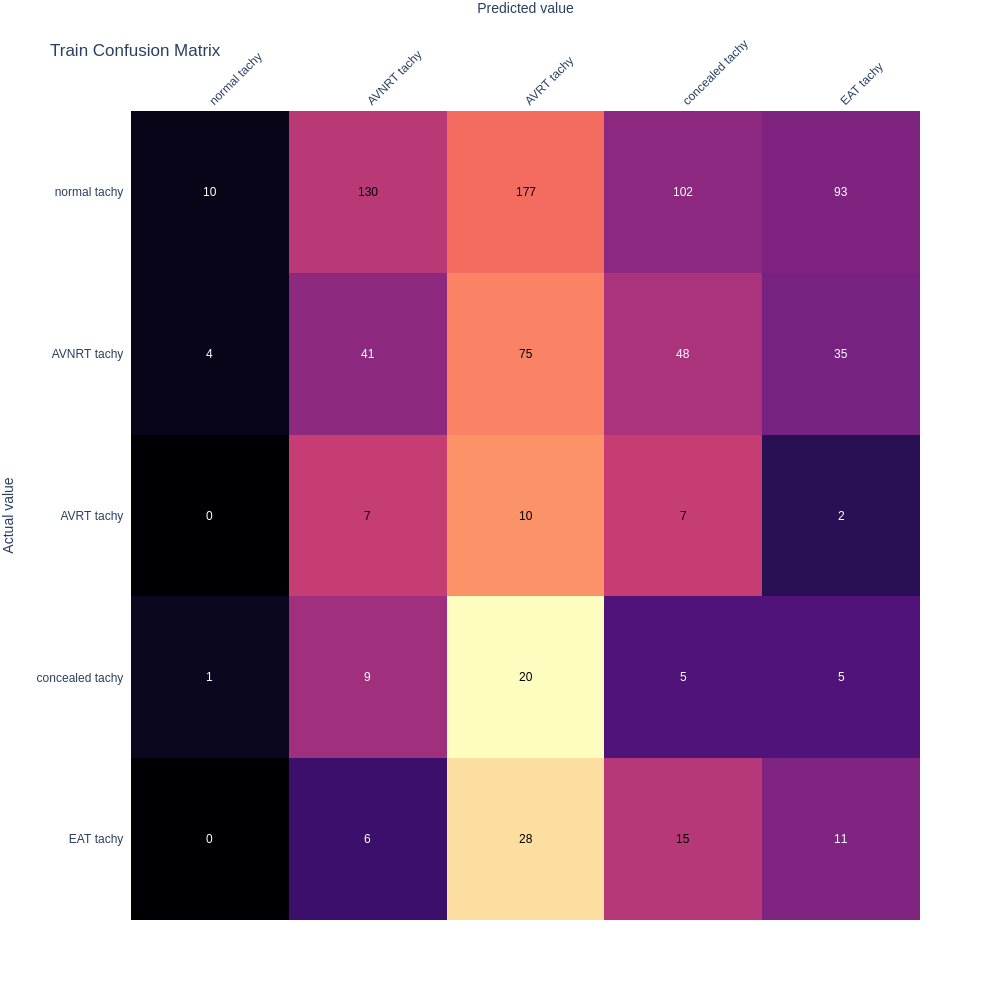 Predicted value
Train Confusion Matrix
normal tachy AVNRT tachy AVRT tachy concealed tachy EAT tachy
normal tachy 10 130 177 102 93
AVNRT tachy 4 41 75 48 35
Actual value
AVRT tachy 0 7 10 7 2
concealed tachy 1 9 20 5 5
EAT tachy 0 6 28 15 11